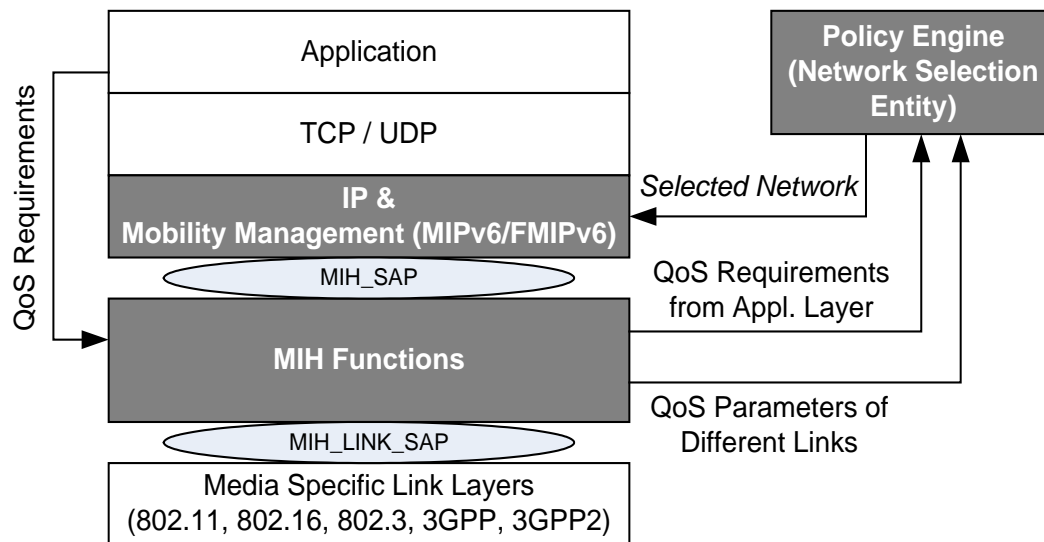 QoS Requirements
Application
TCP / UDP
IP &
Mobility Management (MIPv6/FMIPv6)
MIH_SAP
MIH Functions
MIH_LINK_SAP
Media Specific Link Layers
(802.11, 802.16, 802.3, 3GPP, 3GPP2)
Policy Engine
(Network Selection
Entity)
Selected Network
QoS Requirements
from Appl. Layer
QoS Parameters of
Different Links